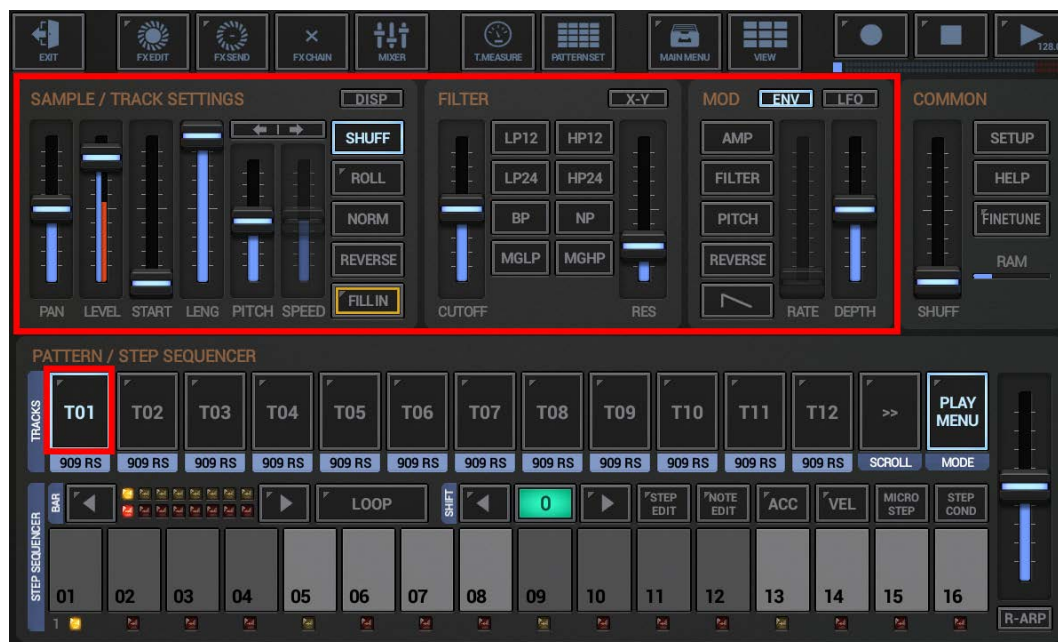 EXIT FX EDIT FX SEND FX CHAIN MIXER T.MEASURE PATTERN SET MAIN MENU VIEW 128.
SAMPLE / TRACK SETTINGS DISP FILTER X-Y MOD ENV LFO COMMON
SHUFF LP12 HP12 AMP SETUP
ROLL LP24 HP24 FILTER HELP
NORM BP NP PITCH FINETUNE
REVERSE MGLP MGHP REVERSE RAM
FILL IN
PAN LEVEL START LENG PITCH SPEED CUTOFF RES RATE DEPTH SHUFF
PATTERN / STEP SEQUENCER
TRACKS T01 T02 T03 T04 T05 T06 T07 T08 T09 T10 T11 T12 >> PLAY MENU
909 RS 909 RS 909 RS 909 RS 909 RS 909 RS 909 RS 909 RS 909 RS 909 RS 909 RS 909 RS SCROLL MODE
BAR LOOP SHIFT 0 STEP EDIT NOTE EDIT ACC VEL MICRO STEP STEP COND
STEP SEQUENCER 01 02 03 04 05 06 07 08 09 10 11 12 13 14 15 16
1 R-ARP